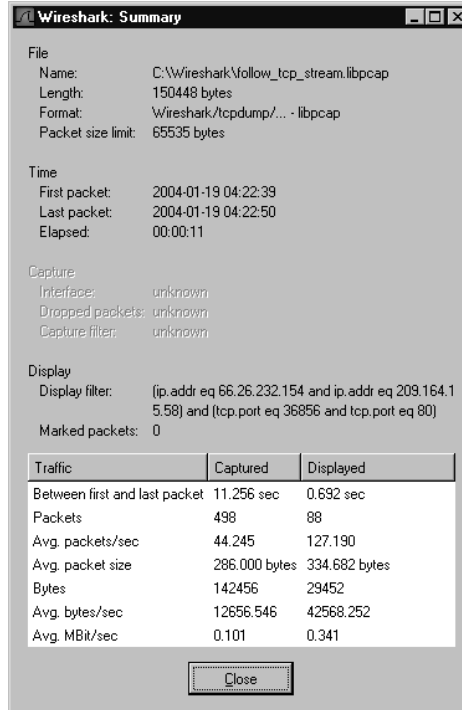 Wireshark: Summary
File
Name: C:\Wireshark\follow_tcp_stream.libpcap
Length: 150448 bytes
Format: Wireshark/tcpdump/... - libpcap
Packet size limit: 65535 bytes
Time
First packet: 2004-01-19 04:22:39
Last packet: 2004-01-19 04:22:50
Elapsed: 00:00:11
Capture
Interface: unknown
Dropped packets: unknown
Capture filter: unknown
Display
Display filter: (ip.addr eq 66.26.232.154 and ip.addr eq 209.164.1
5.58) and (tcp.port eq 36856 and tcp.port eq 80)
Marked packets: 0
Traffic Captured Displayed
Between first and last packet 11.256 sec 0.692 sec
Packets 498 88
Avg. packets/sec 44.245 127.190
Avg. packet size 286.000 bytes 334.682 bytes
Bytes 142456 29452
Avg. bytes/sec 12656.546 42568.252
Avg. MBit/sec 0.101 0.341
Close